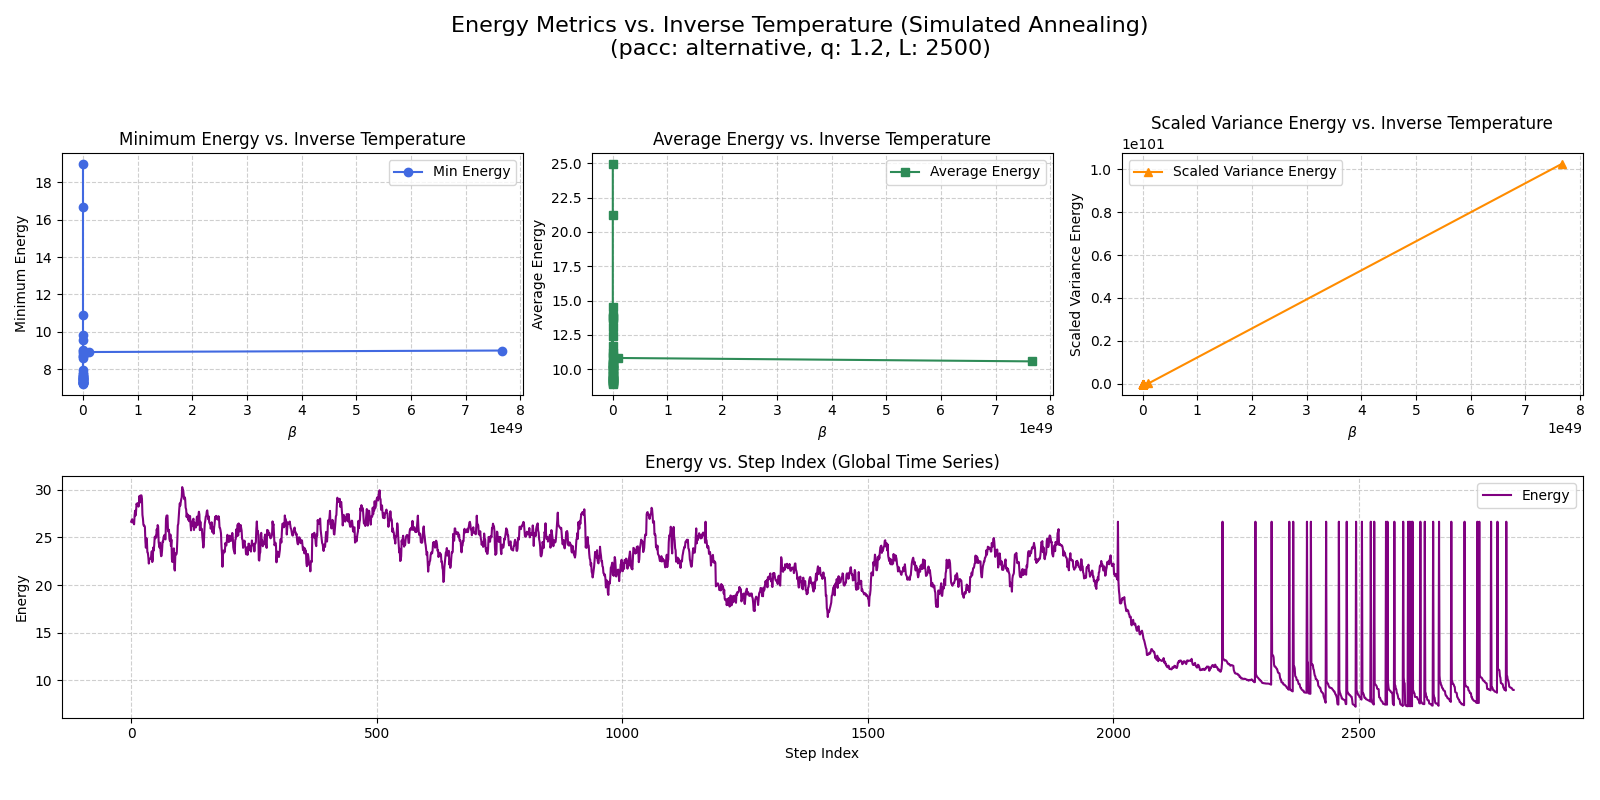 Energy Metrics vs. Inverse Temperature (Simulated Annealing)
(pacc: alternative, q: 1.2, L: 2500)
Minimum Energy vs. Inverse Temperature
Min Energy
Minimum Energy
18
16
14
12
10
8
0 1 2 3 4 5 6 7 8
1e49
β
Average Energy vs. Inverse Temperature
Average Energy
Average Energy
25.0
22.5
20.0
17.5
15.0
12.5
10.0
0 1 2 3 4 5 6 7 8
1e49
β
Scaled Variance Energy vs. Inverse Temperature
1e101
Scaled Variance Energy
Scaled Variance Energy
1.0
0.8
0.6
0.4
0.2
0.0
0 1 2 3 4 5 6 7 8
1e49
β
Energy vs. Step Index (Global Time Series)
Energy
Energy
30
25
20
15
10
0 500 1000 1500 2000 2500
Step Index